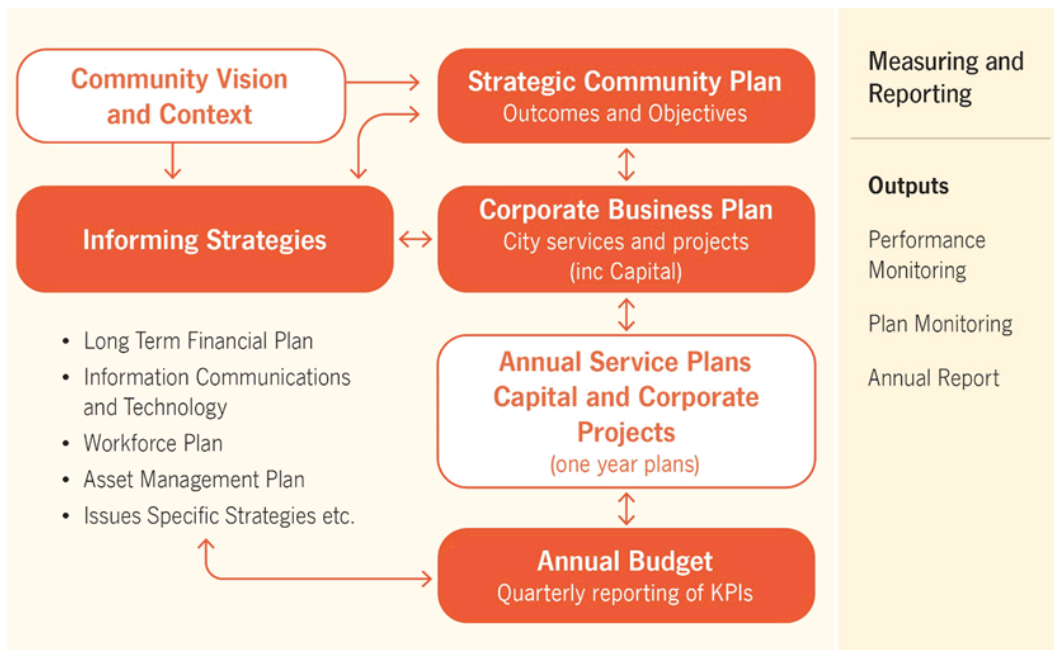 Community Vision
and Context
Strategic Community Plan
Outcomes and Objectives
Informing Strategies
Corporate Business Plan
City services and projects
(inc Capital)
• Long Term Financial Plan
• Information Communications
and Technology
• Workforce Plan
• Asset Management Plan
• Issues Specific Strategies etc.
Annual Service Plans
Capital and Corporate
Projects
(one year plans)
Annual Budget
Quarterly reporting of KPIs
Measuring and
Reporting
Outputs
Performance
Monitoring
Plan Monitoring
Annual Report